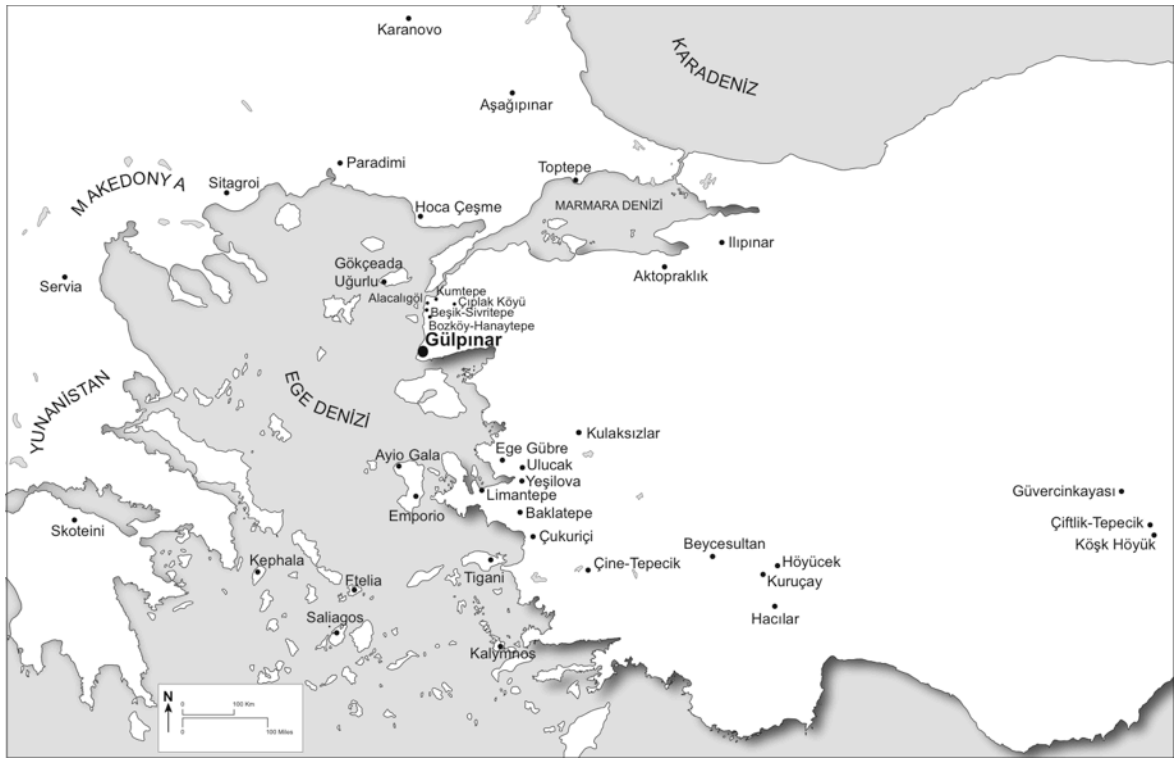 Karanovo
KARADENİZ
Aşağıpınar
Paradimi
Toptepe
MAKEDONYA
Sitagroi
Hoca Çeşme
MARMARA DENİZİ
Ilıpınar
Aktopraklık
Servia
Gökçeada
Uğurlu
Kumtepe
Alacalıgöl
Çıplak Köyü
Beşik-Sivritepe
Bozköy-Hanaytepe
Gülpınar
YUNANİSTAN
EGE DENİZİ
Kulaksızlar
Ege Gübre
Ayio Gala
Ulucak
Yeşilova
Limantepe
Güvercinkayası
Emporio
Baklatepe
Skoteini
Çiftlik-Tepecik
Köşk Höyük
Çukuriçi
Beycesultan
Kephala
Tigani
Çine-Tepecik
Höyücek
Kuruçay
Ftelia
Hacılar
Saliagos
Kalymnos
N
0 100 Km
0 100 Miles